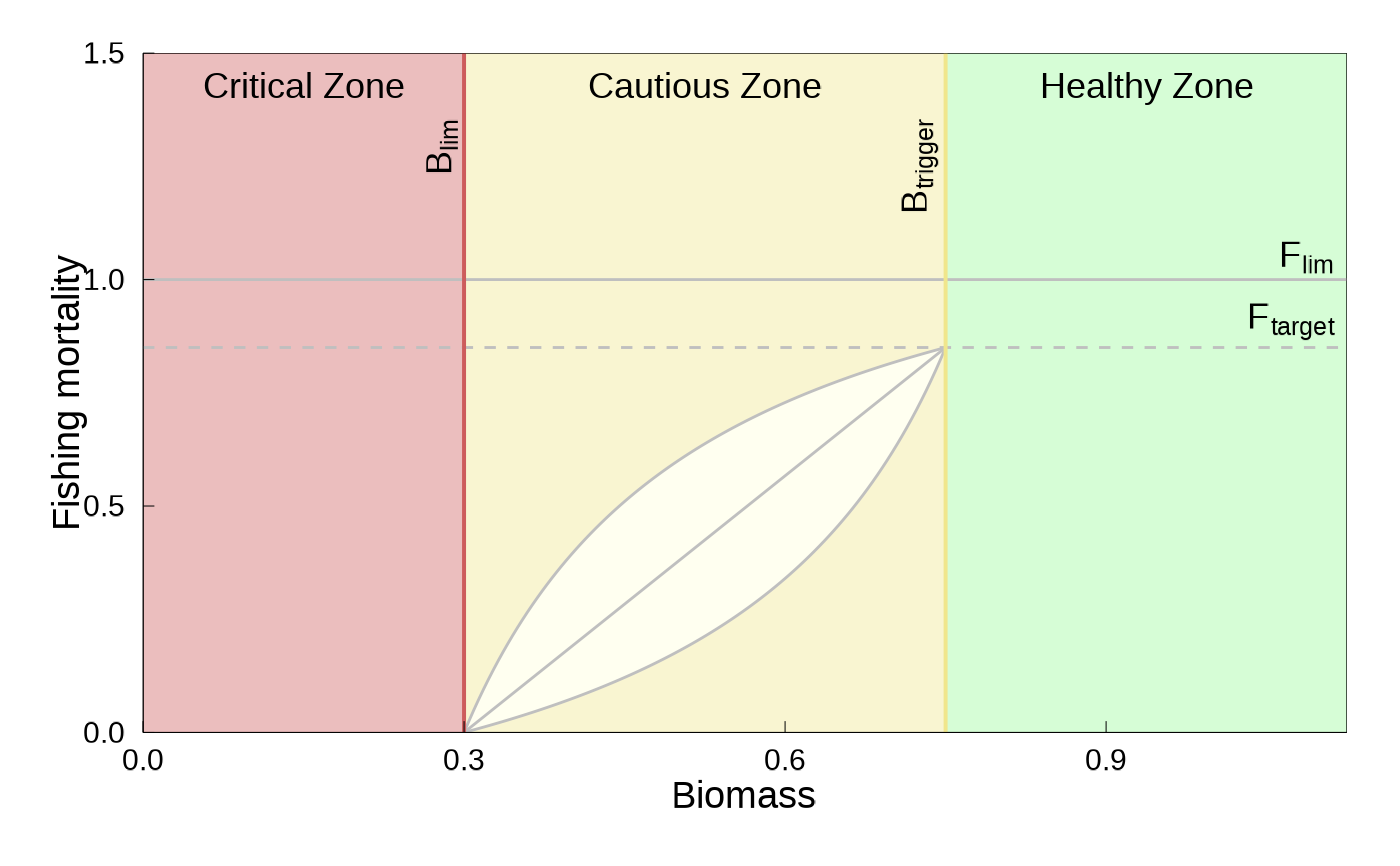 1.5
Critical Zone
Cautious Zone
Healthy Zone
Blim
Btrigger
Flim
1.0
Ftarget
Fishing mortality
0.5
0.0
0.0
0.3
0.6
0.9
Biomass